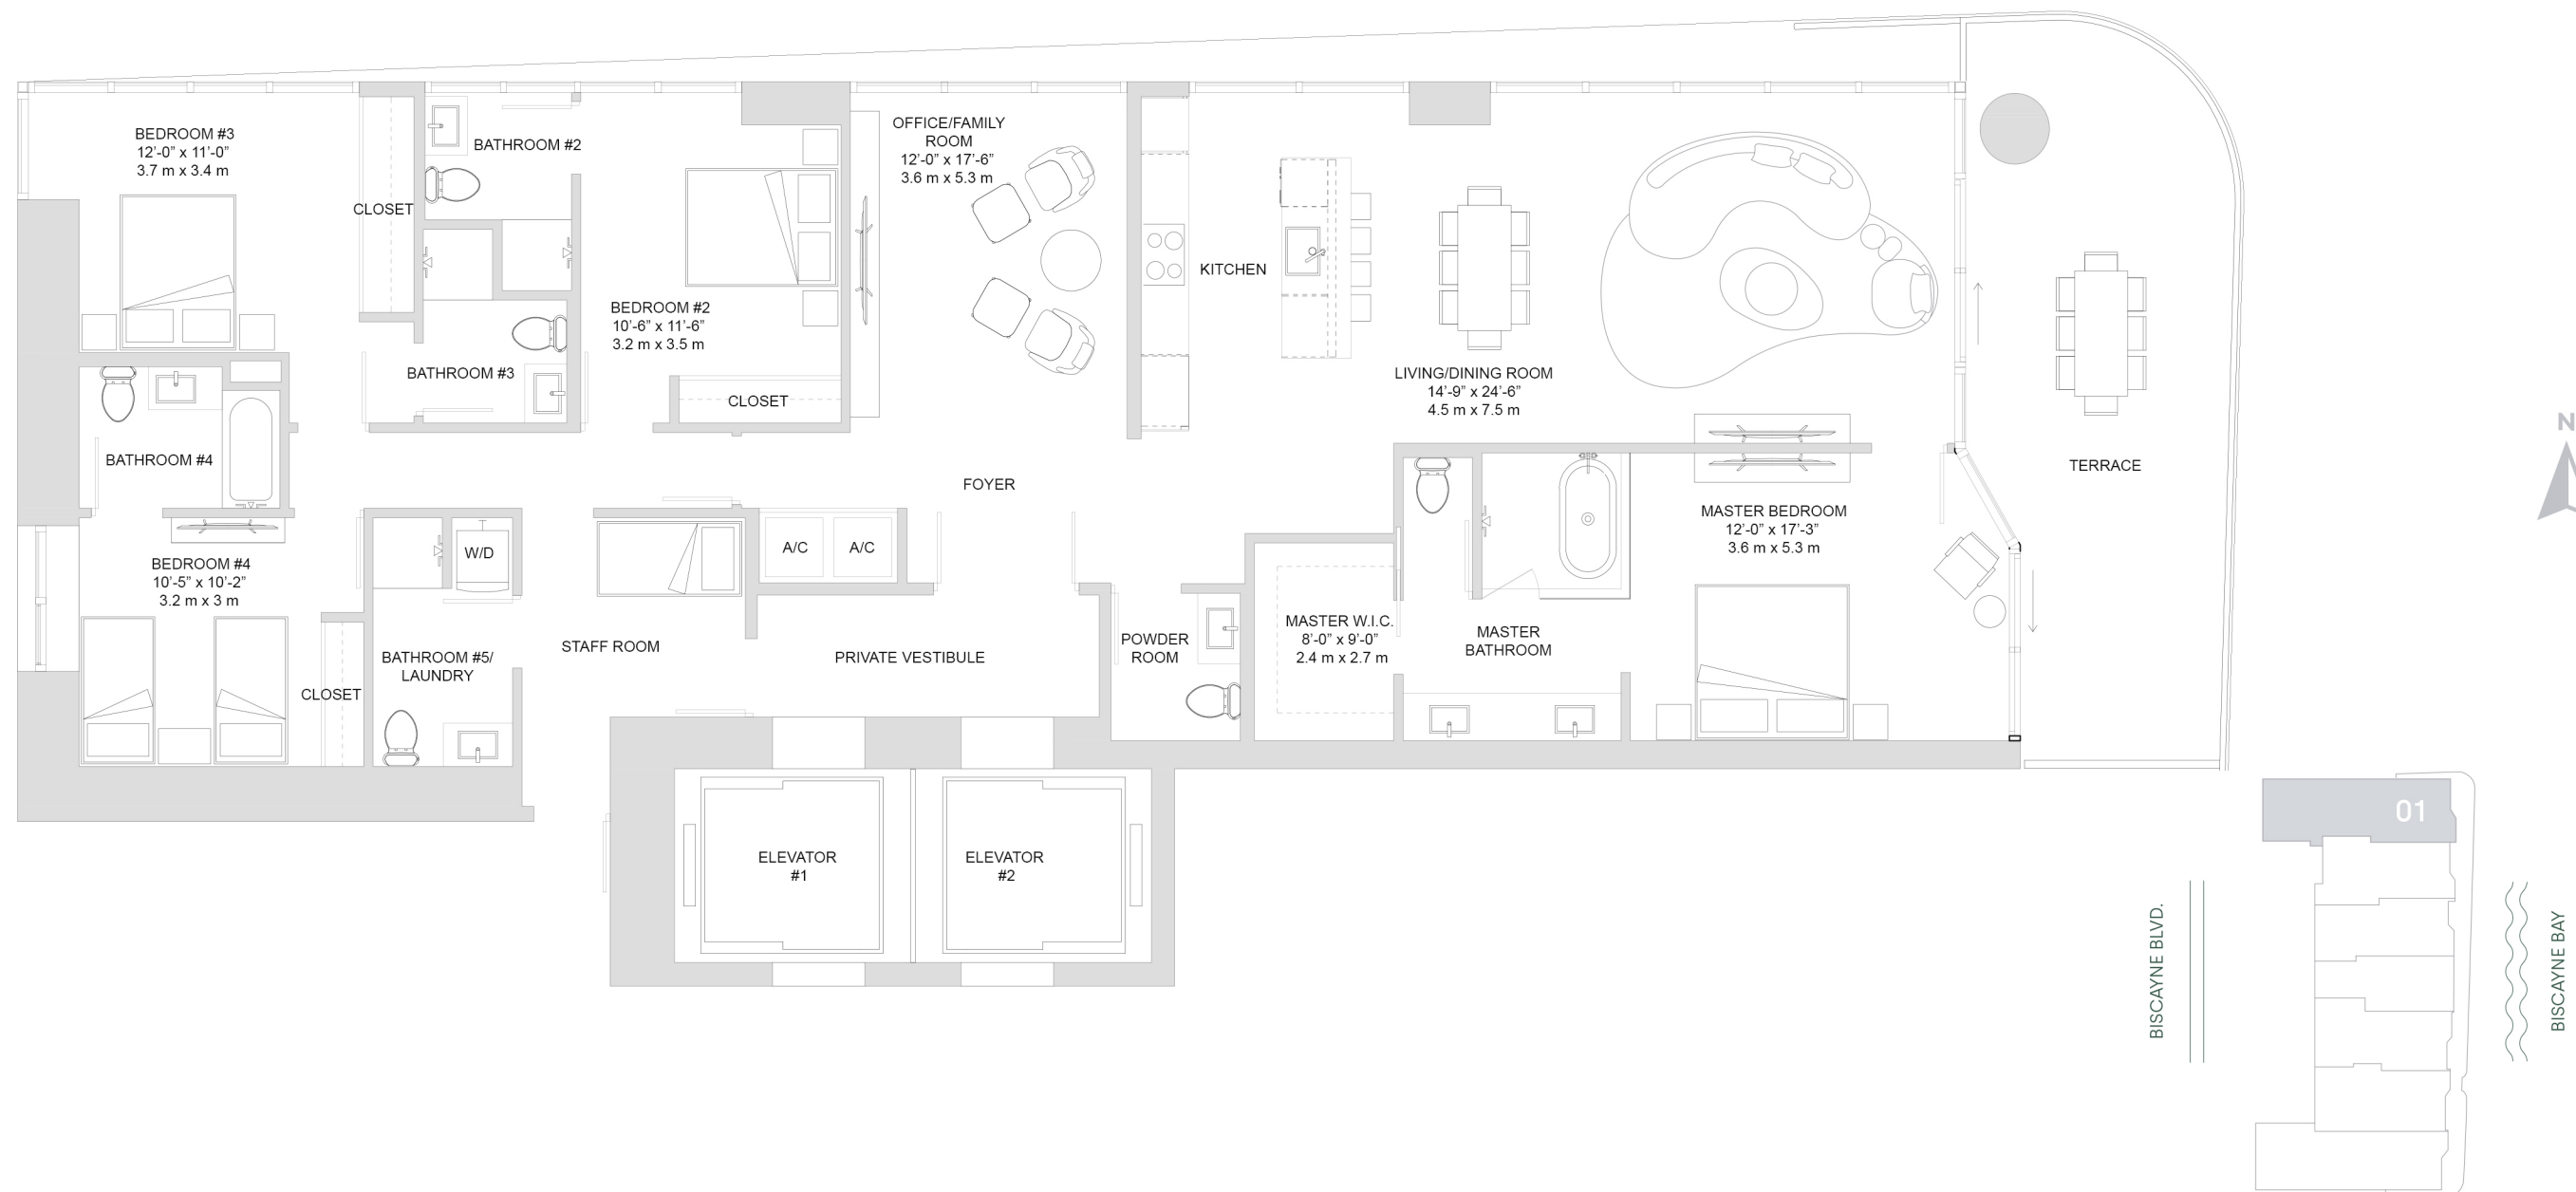 BEDROOM #3
12’-0” x 11’-0”
3.7 m x 3.4 m
CLOSET
BATHROOM #2
BATHROOM #3
BEDROOM #2
10’-6” x 11’-6”
3.2 m x 3.5 m
CLOSET
OFFICE/FAMILY
ROOM
12’-0” x 17’-6”
3.6 m x 5.3 m
KITCHEN
LIVING/DINING ROOM
14’-9” x 24’-6”
4.5 m x 7.5 m
TERRACE
N
BATHROOM #4
FOYER
BEDROOM #4
10’-5” x 10’-2”
3.2 m x 3 m
CLOSET
W/D
BATHROOM #5/
LAUNDRY
STAFF ROOM
A/C
A/C
PRIVATE VESTIBULE
POWDER
ROOM
MASTER W.I.C.
8’-0” x 9’-0”
2.4 m x 2.7 m
MASTER
BATHROOM
MASTER BEDROOM
12’-0” x 17’-3”
3.6 m x 5.3 m
ELEVATOR
#1
ELEVATOR
#2
01
BISCAYNE BLVD.
BISCAYNE BAY